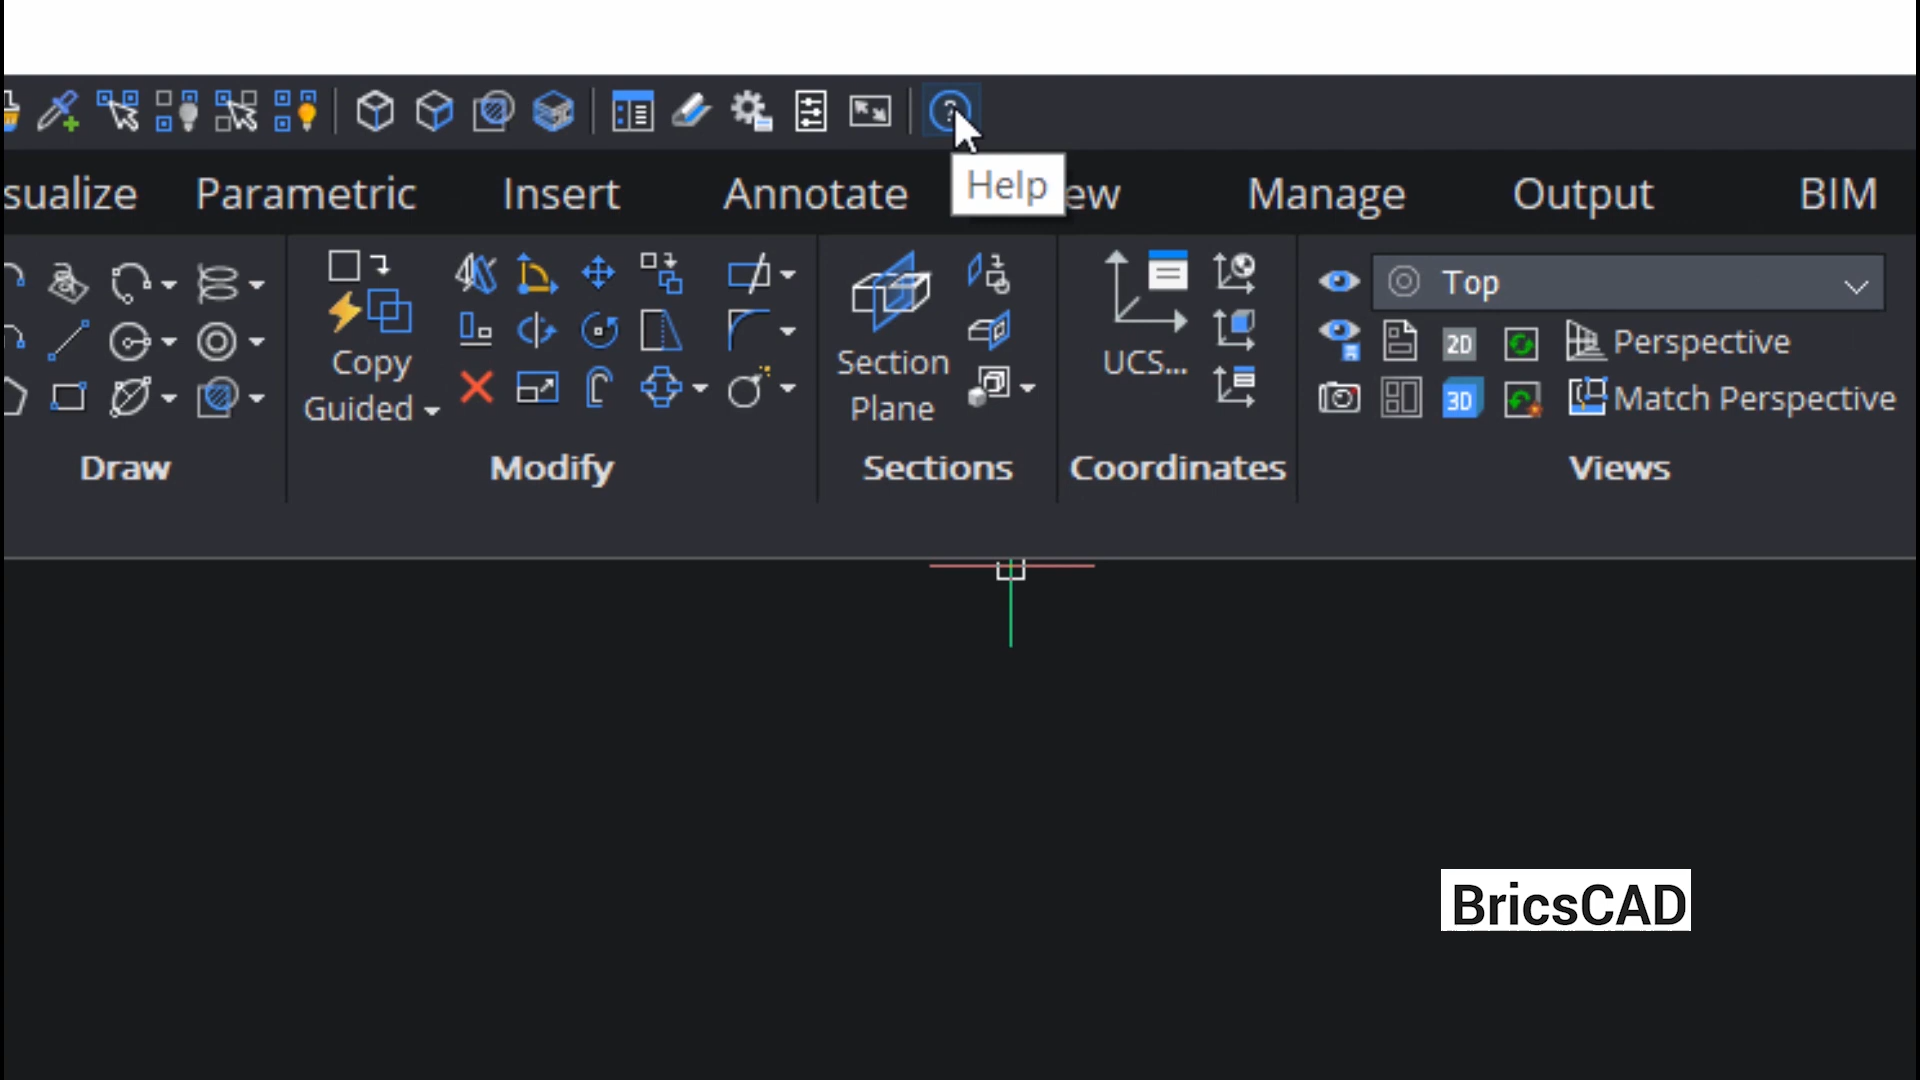 sualize Parametric Insert Annotate ew Manage Output BIM
Help
Top
Copy
Guided
Section
Plane
UCS...
2D
Perspective
3D
Match Perspective
Draw Modify Sections Coordinates Views
BricsCAD